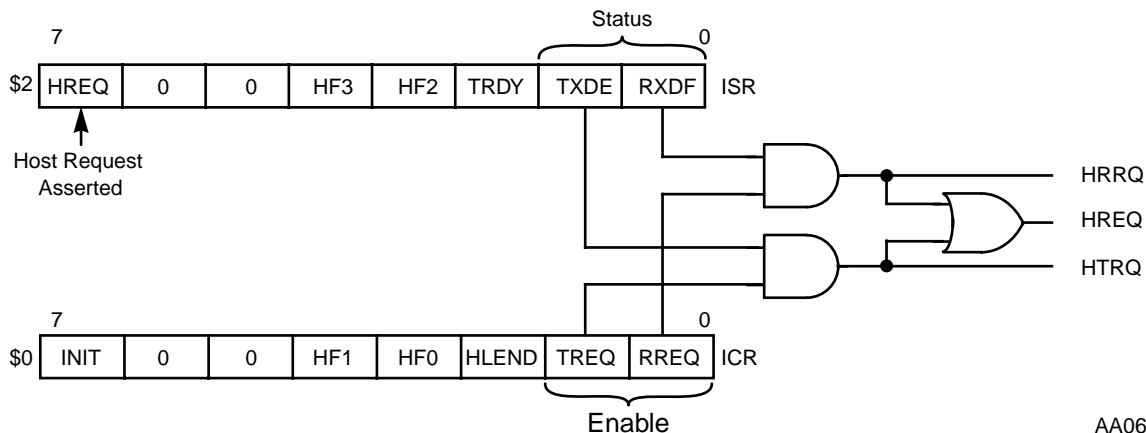 Status
7 0
$2 HREQ 0 0 HF3 HF2 TRDY TXDE RXDF ISR
Host Request
Asserted
HRRQ
HREQ
HTRQ
7 0
$0 INIT 0 0 HF1 HF0 HLEND TREQ RREQ ICR
Enable
AA06